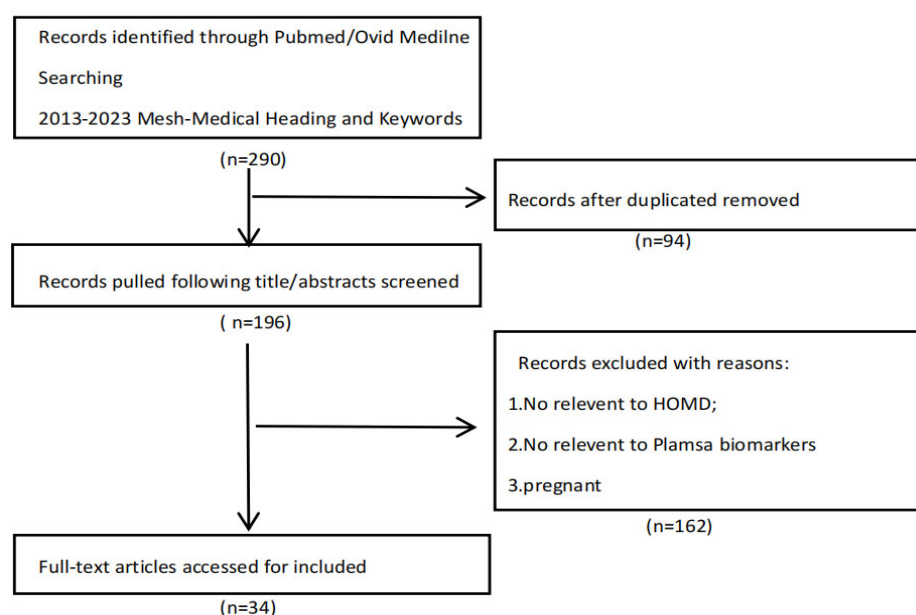 Records identified through Pubmed/Ovid Medilne
Searching
2013-2023 Mesh-Medical Heading and Keywords
(n=290)
Records after duplicated removed
(n=94)
Records pulled following title/abstracts screened
( n=196)
Records excluded with reasons:
1.No relevent to HOMD;
2.No relevent to Plamsa biomarkers
3.pregnant
(n=162)
Full-text articles accessed for included
(n=34)